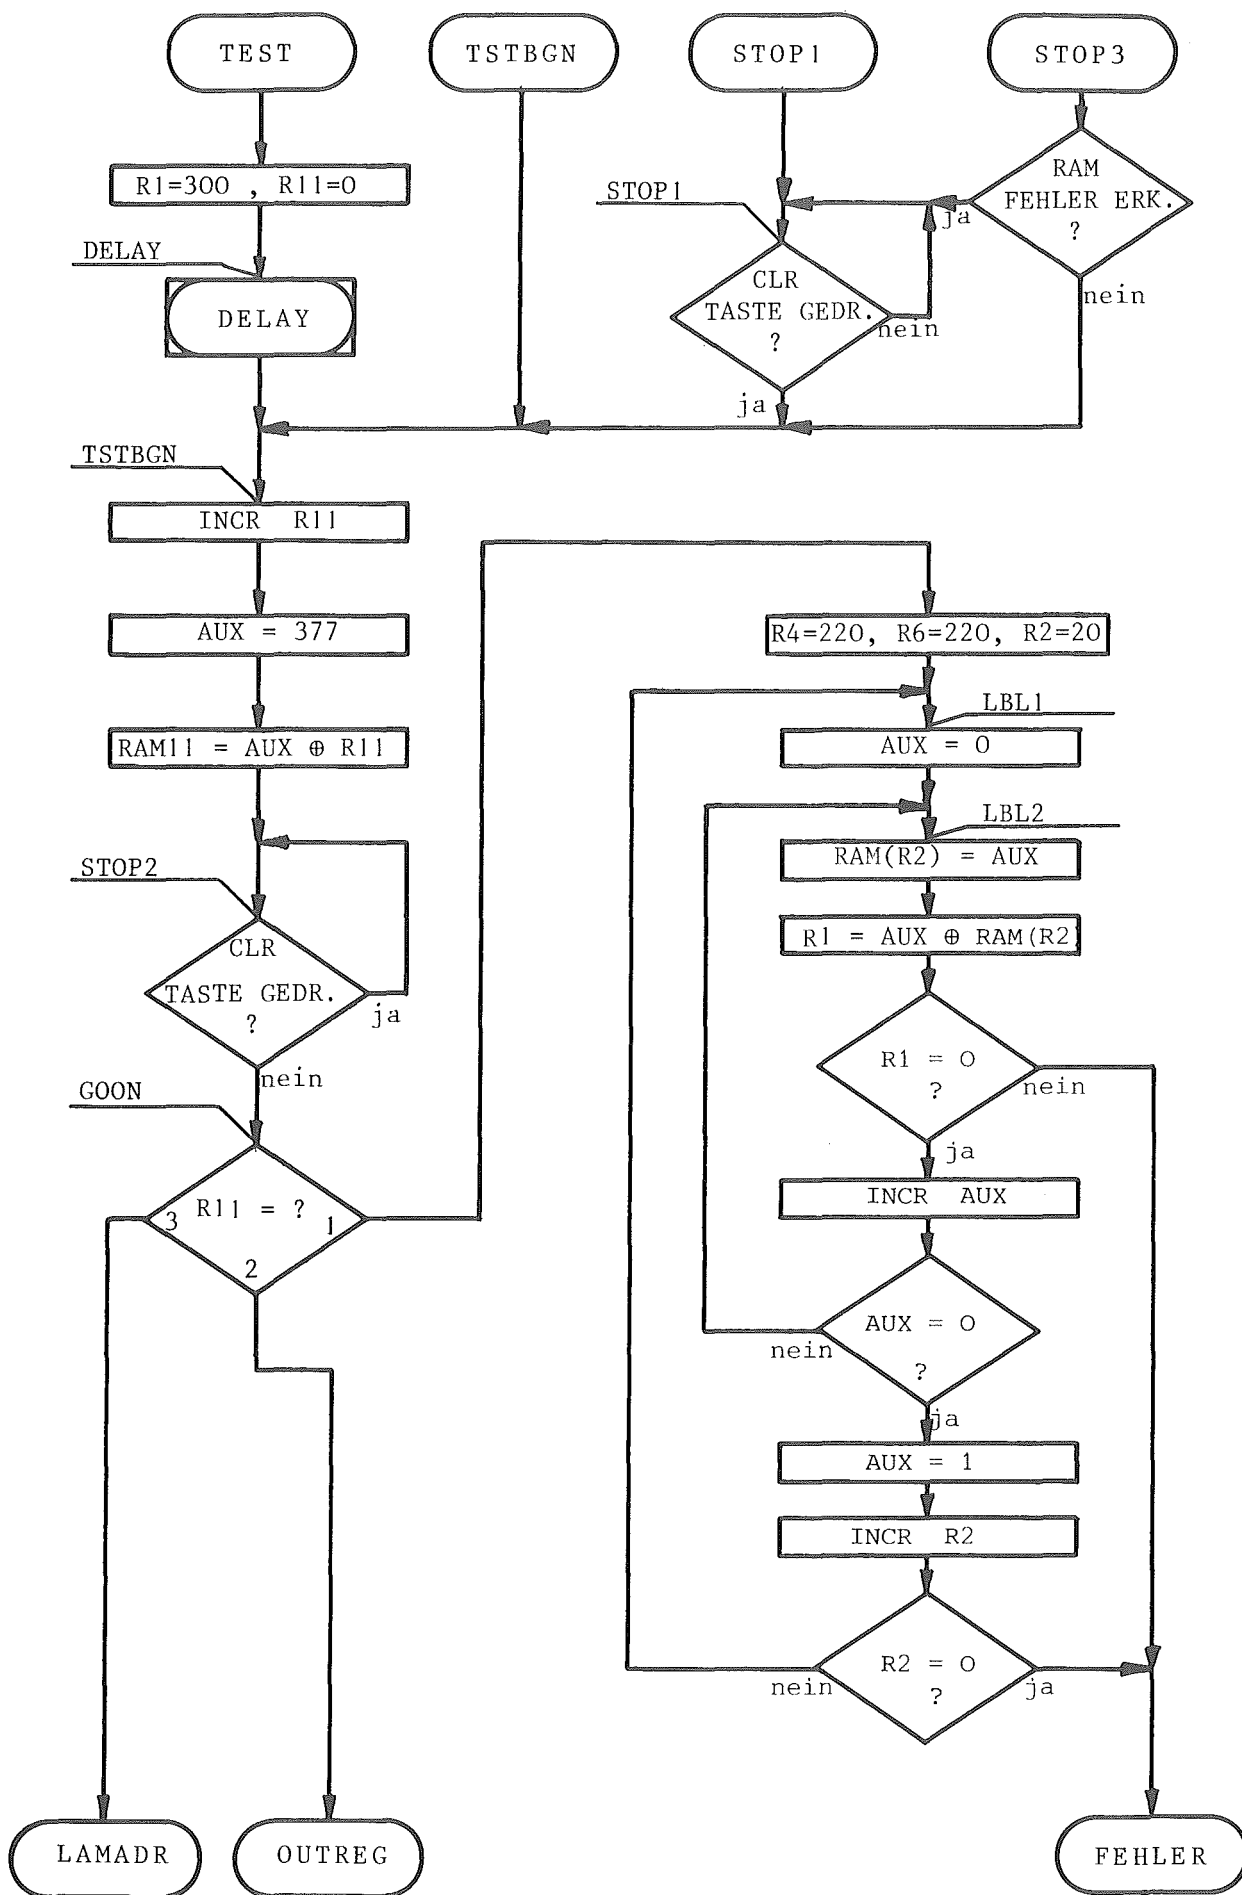 TEST
TSTBGN
STOP1
STOP3
R1=300 , R11=0
RAM
FEHLER ERK.
?
ja
nein
STOP1
DELAY
DELAY
CLR
TASTE GEDR.
?
nein
ja
TSTBGN
INCR R11
AUX = 377
RAM11 = AUX ⊕ R11
STOP2
CLR
TASTE GEDR.
?
ja
nein
GOON
R11 = ?
3
1
2
R4=220, R6=220, R2=20
LBL1
AUX = 0
LBL2
RAM(R2) = AUX
R1 = AUX ⊕ RAM(R2
R1 = 0
?
nein
ja
INCR AUX
AUX = 0
?
nein
ja
AUX = 1
INCR R2
R2 = 0
?
nein
ja
LAMADR
OUTREG
FEHLER